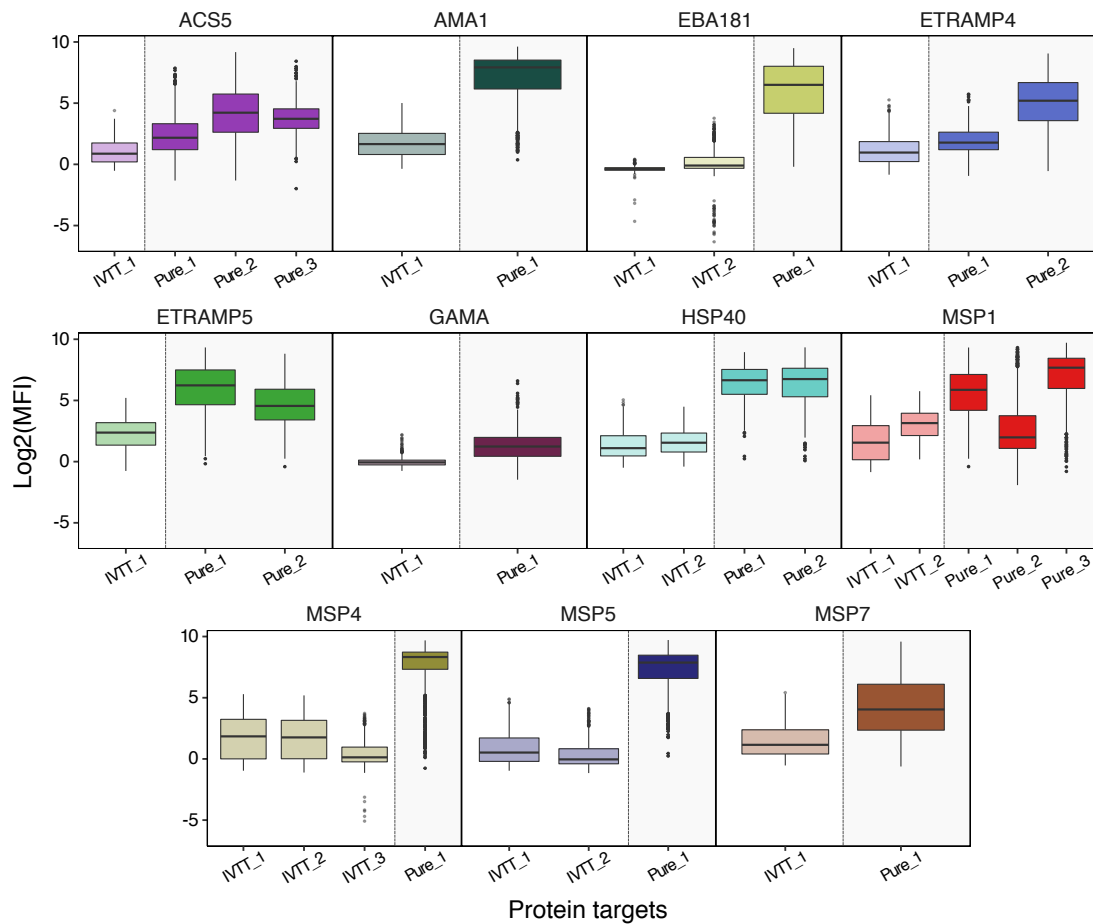 ACS5 AMA1 EBA181 ETRAMP4
10
5
0
-5
IVTT_1 Pure_1 Pure_2 Pure_3 IVTT_1 Pure_1 IVTT_1 IVTT_2 Pure_1 IVTT_1 Pure_1 Pure_2
ETRAMP5 GAMA HSP40 MSP1
10
5
0
-5
Log2(MFI)
IVTT_1 Pure_1 Pure_2 IVTT_1 Pure_1 IVTT_1 IVTT_2 Pure_1 Pure_2 IVTT_1 IVTT_2 Pure_1 Pure_2 Pure_3
MSP4 MSP5 MSP7
10
5
0
-5
IVTT_1 IVTT_2 IVTT_3 Pure_1 IVTT_1 IVTT_2 Pure_1 IVTT_1 Pure_1
Protein targets